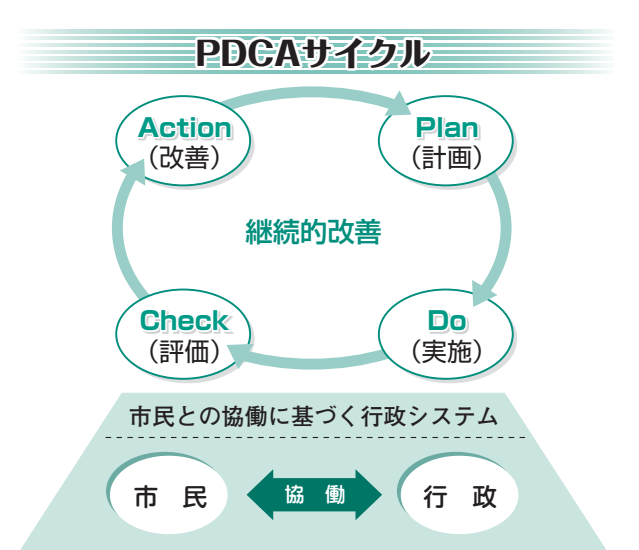 PDCAサイクル
Action
(改善)
Plan
(計画)
継続的改善
Check
(評価)
Do
(実施)
市民との協働に基づく行政システム
市 民
協 働
行 政